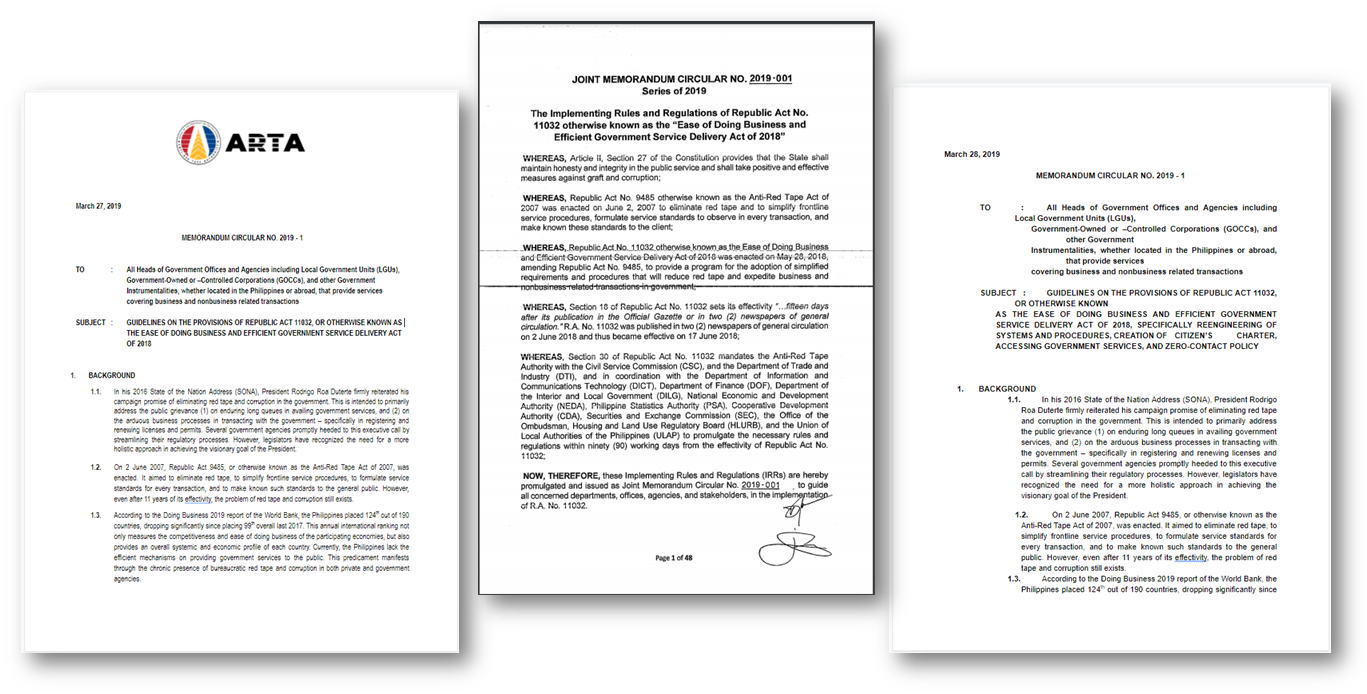 ARTA
March 27, 2019
MEMORANDUM CIRCULAR NO. 2019 - 1
TO : All Heads of Government Offices and Agencies including Local Government Units (LGUs),
Government-Owned or –Controlled Corporations (GOCCs), and other Government
Instrumentalities, whether located in the Philippines or abroad, that provide services
covering business and nonbusiness related transactions
SUBJECT : GUIDELINES ON THE PROVISIONS OF REPUBLIC ACT 11032, OR OTHERWISE KNOWN AS
THE EASE OF DOING BUSINESS AND EFFICIENT GOVERNMENT SERVICE DELIVERY ACT
OF 2018
1. BACKGROUND
1.1. In his 2016 State of the Nation Address (SONA), President Rodrigo Roa Duterte firmly reiterated his
campaign promise of eliminating red tape and corruption in the government. This is intended to primarily
address the public grievance (1) on enduring long queues in availing government services, and (2) on
the arduous business processes in transacting with the government – specifically in registering and
renewing licenses and permits. Several government agencies promptly heeded to this executive call by
streamlining their regulatory processes. However, legislators have recognized the need for a more
holistic approach in achieving the visionary goal of the President.
1.2. On 2 June 2007, Republic Act 9485, or otherwise known as the Anti-Red Tape Act of 2007, was
enacted. It aimed to eliminate red tape, to simplify frontline service procedures, to formulate service
standards for every transaction, and to make known such standards to the general public. However,
even after 11 years of its effectivity, the problem of red tape and corruption still exists.
1.3. According to the Doing Business 2019 report of the World Bank, the Philippines placed 124th out of 190
countries, dropping significantly since placing 99th overall last 2017. This annual international ranking not
only measures the competitiveness and ease of doing business of the participating economies, but also
provides an overall systemic and economic profile of each country. Currently, the Philippines lack the
efficient mechanisms on providing government services to the public. This predicament manifests
through the chronic presence of bureaucratic red tape and corruption in both private and government
agencies.
JOINT MEMORANDUM CIRCULAR NO. 2019-001
Series of 2019
The Implementing Rules and Regulations of Republic Act No.
11032 otherwise known as the “Ease of Doing Business and
Efficient Government Service Delivery Act of 2018”
WHEREAS, Article II, Section 27 of the Constitution provides that the State shall
maintain honesty and integrity in the public service and shall take positive and effective
measures against graft and corruption;
WHEREAS, Republic Act No. 9485 otherwise known as the Anti-Red Tape Act of
2007 was enacted on June 2, 2007 to eliminate red tape and to simplify frontline
service procedures, formulate service standards to observe in every transaction, and
make known these standards to the client;
WHEREAS, Republic Act No. 11032 otherwise known as the Ease of Doing Business
and Efficient Government Service Delivery Act of 2018 was enacted on May 28, 2018,
amending Republic Act No. 9485, to provide a program for the adoption of simplified
requirements and procedures that will reduce red tape and expedite business and
nonbusiness related transactions in government;
WHEREAS, Section 18 of Republic Act No. 11032 sets its effectivity “...fifteen days
after its publication in the Official Gazette or in two (2) newspapers of general
circulation.” R.A. No. 11032 was published in two (2) newspapers of general circulation
on 2 June 2018 and thus became effective on 17 June 2018;
WHEREAS, Section 30 of Republic Act No. 11032 mandates the Anti-Red Tape
Authority with the Civil Service Commission (CSC), and the Department of Trade and
Industry (DTI), and in coordination with the Department of Information and
Communications Technology (DICT), Department of Finance (DOF), Department of
the Interior and Local Government (DILG), National Economic and Development
Authority (NEDA), Philippine Statistics Authority (PSA), Cooperative Development
Authority (CDA), Securities and Exchange Commission (SEC), the Office of the
Ombudsman, Housing and Land Use Regulatory Board (HLURB), and the Union of
Local Authorities of the Philippines (ULAP) to promulgate the necessary rules and
regulations within ninety (90) working days from the effectivity of Republic Act No.
11032;
NOW, THEREFORE, these Implementing Rules and Regulations (IRRs) are hereby
promulgated and issued as Joint Memorandum Circular No. 2019-001 , to guide
all concerned departments, offices, agencies, and stakeholders, in the implementation
of R.A. No. 11032.
Page 1 of 48
March 28, 2019
MEMORANDUM CIRCULAR NO. 2019 - 1
TO : All Heads of Government Offices and Agencies including
Local Government Units (LGUs),
Government-Owned or –Controlled Corporations (GOCCs), and
other Government
Instrumentalities, whether located in the Philippines or abroad,
that provide services
covering business and nonbusiness related transactions
SUBJECT : GUIDELINES ON THE PROVISIONS OF REPUBLIC ACT 11032,
OR OTHERWISE KNOWN
AS THE EASE OF DOING BUSINESS AND EFFICIENT GOVERNMENT
SERVICE DELIVERY ACT OF 2018, SPECIFICALLY REENGINEERING OF
SYSTEMS AND PROCEDURES, CREATION OF CITIZEN'S CHARTER,
ACCESSING GOVERNMENT SERVICES, AND ZERO-CONTACT POLICY
1. BACKGROUND
1.1. In his 2016 State of the Nation Address (SONA), President Rodrigo
Roa Duterte firmly reiterated his campaign promise of eliminating red tape
and corruption in the government. This is intended to primarily address
the public grievance (1) on enduring long queues in availing government
services, and (2) on the arduous business processes in transacting with
the government – specifically in registering and renewing licenses and
permits. Several government agencies promptly heeded to this executive
call by streamlining their regulatory processes. However, legislators have
recognized the need for a more holistic approach in achieving the
visionary goal of the President.
1.2. On 2 June 2007, Republic Act 9485, or otherwise known as the
Anti-Red Tape Act of 2007, was enacted. It aimed to eliminate red tape, to
simplify frontline service procedures, to formulate service standards for
every transaction, and to make known such standards to the general
public. However, even after 11 years of its effectivity, the problem of red
tape and corruption still exists.
1.3. According to the Doing Business 2019 report of the World Bank, the
Philippines placed 124th out of 190 countries, dropping significantly since